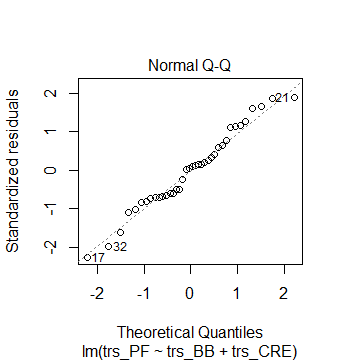 Normal Q-Q
Standardized residuals
2
1
0
-1
-2
21
32
17
-2 -1 0 1 2
Theoretical Quantiles
lm(trs_PF ~ trs_BB + trs_CRE)